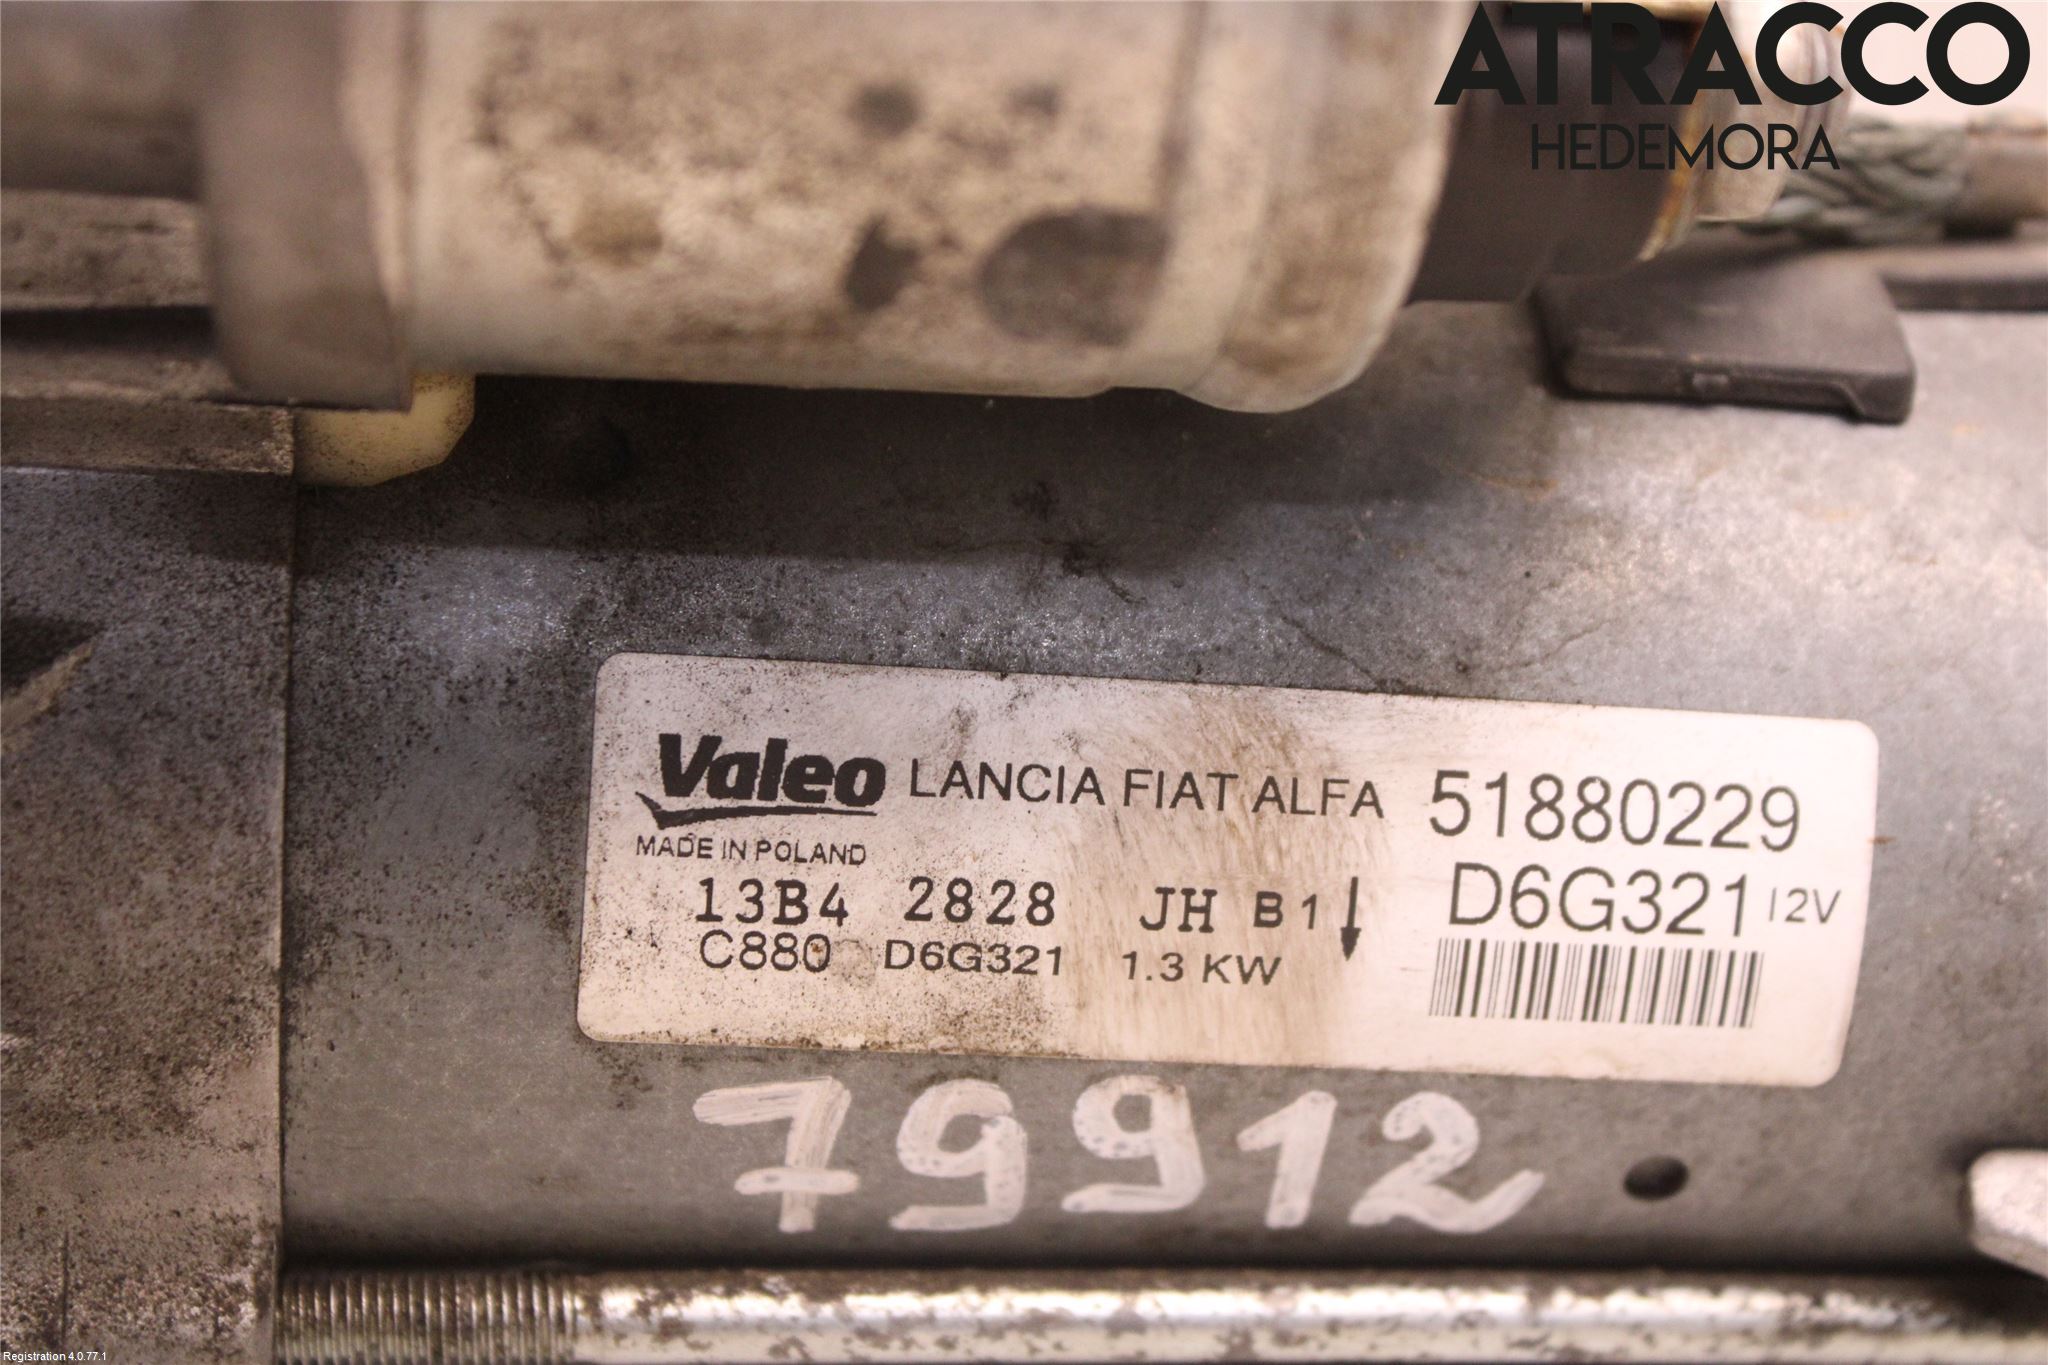 ATRACCO
HEDEMORA
Valeo LANCIA FIAT ALFA 51880229
MADE IN POLAND
13B4 2828 JH B1 D6G321 12V
C880 D6G321 1.3 KW
79912
Registration 4.0.77.1